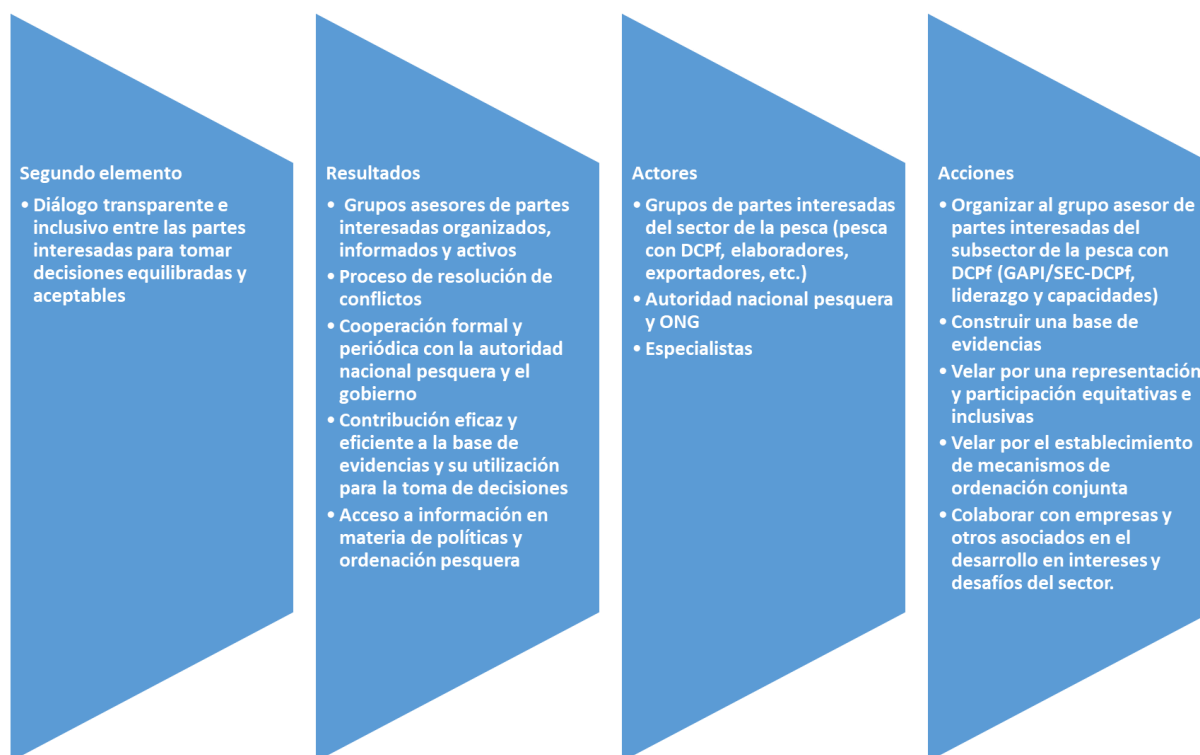 Segundo elemento
• Diálogo transparente e
inclusivo entre las partes
interesadas para tomar
decisiones equilibradas y
aceptables
Resultados
• Grupos asesores de partes
interesadas organizados,
informados y activos
• Proceso de resolución de
conflictos
• Cooperación formal y
periódica con la autoridad
nacional pesquera y el
gobierno
• Contribución eficaz y
eficiente a la base de
evidencias y su utilización
para la toma de decisiones
• Acceso a información en
materia de políticas y
ordenación pesquera
Actores
• Grupos de partes interesadas
del sector de la pesca (pesca
con DCPf, elaboradores,
exportadores, etc.)
• Autoridad nacional pesquera
y ONG
• Especialistas
Acciones
• Organizar al grupo asesor de
partes interesadas del
subsector de la pesca con
DCPf (GAPI/SEC-DCPf,
liderazgo y capacidades)
• Construir una base de
evidencias
• Velar por una representación
y participación equitativas e
inclusivas
• Velar por el establecimiento
de mecanismos de
ordenación conjunta
• Colaborar con empresas y
otros asociados en el
desarrollo en intereses y
desafíos del sector.